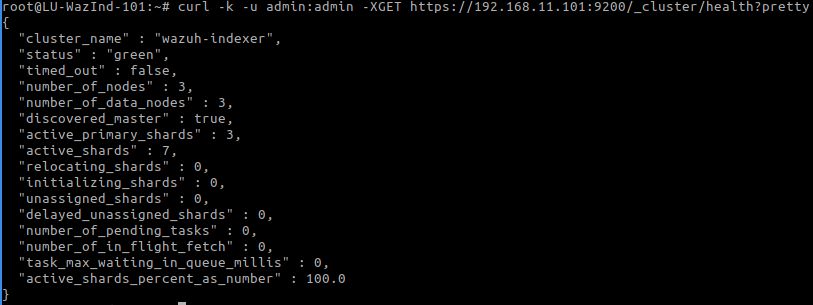 root@LU-WazInd-101:~# curl -k -u admin:admin -XGET https://192.168.11.101:9200/_cluster/health?pretty
{
  "cluster_name" : "wazuh-indexer",
  "status" : "green",
  "timed_out" : false,
  "number_of_nodes" : 3,
  "number_of_data_nodes" : 3,
  "discovered_master" : true,
  "active_primary_shards" : 3,
  "active_shards" : 7,
  "relocating_shards" : 0,
  "initializing_shards" : 0,
  "unassigned_shards" : 0,
  "delayed_unassigned_shards" : 0,
  "number_of_pending_tasks" : 0,
  "number_of_in_flight_fetch" : 0,
  "task_max_waiting_in_queue_millis" : 0,
  "active_shards_percent_as_number" : 100.0
}